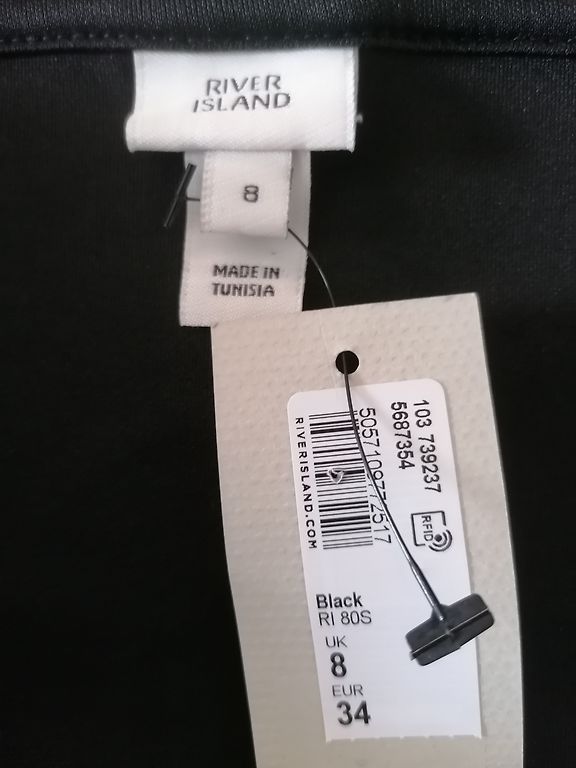 RIVER
ISLAND
8
MADE IN
TUNISIA
103 739237
5687354
5057109772517
RIVERISLAND.COM
RFID
Black
RI 80S
UK
8
EUR
34